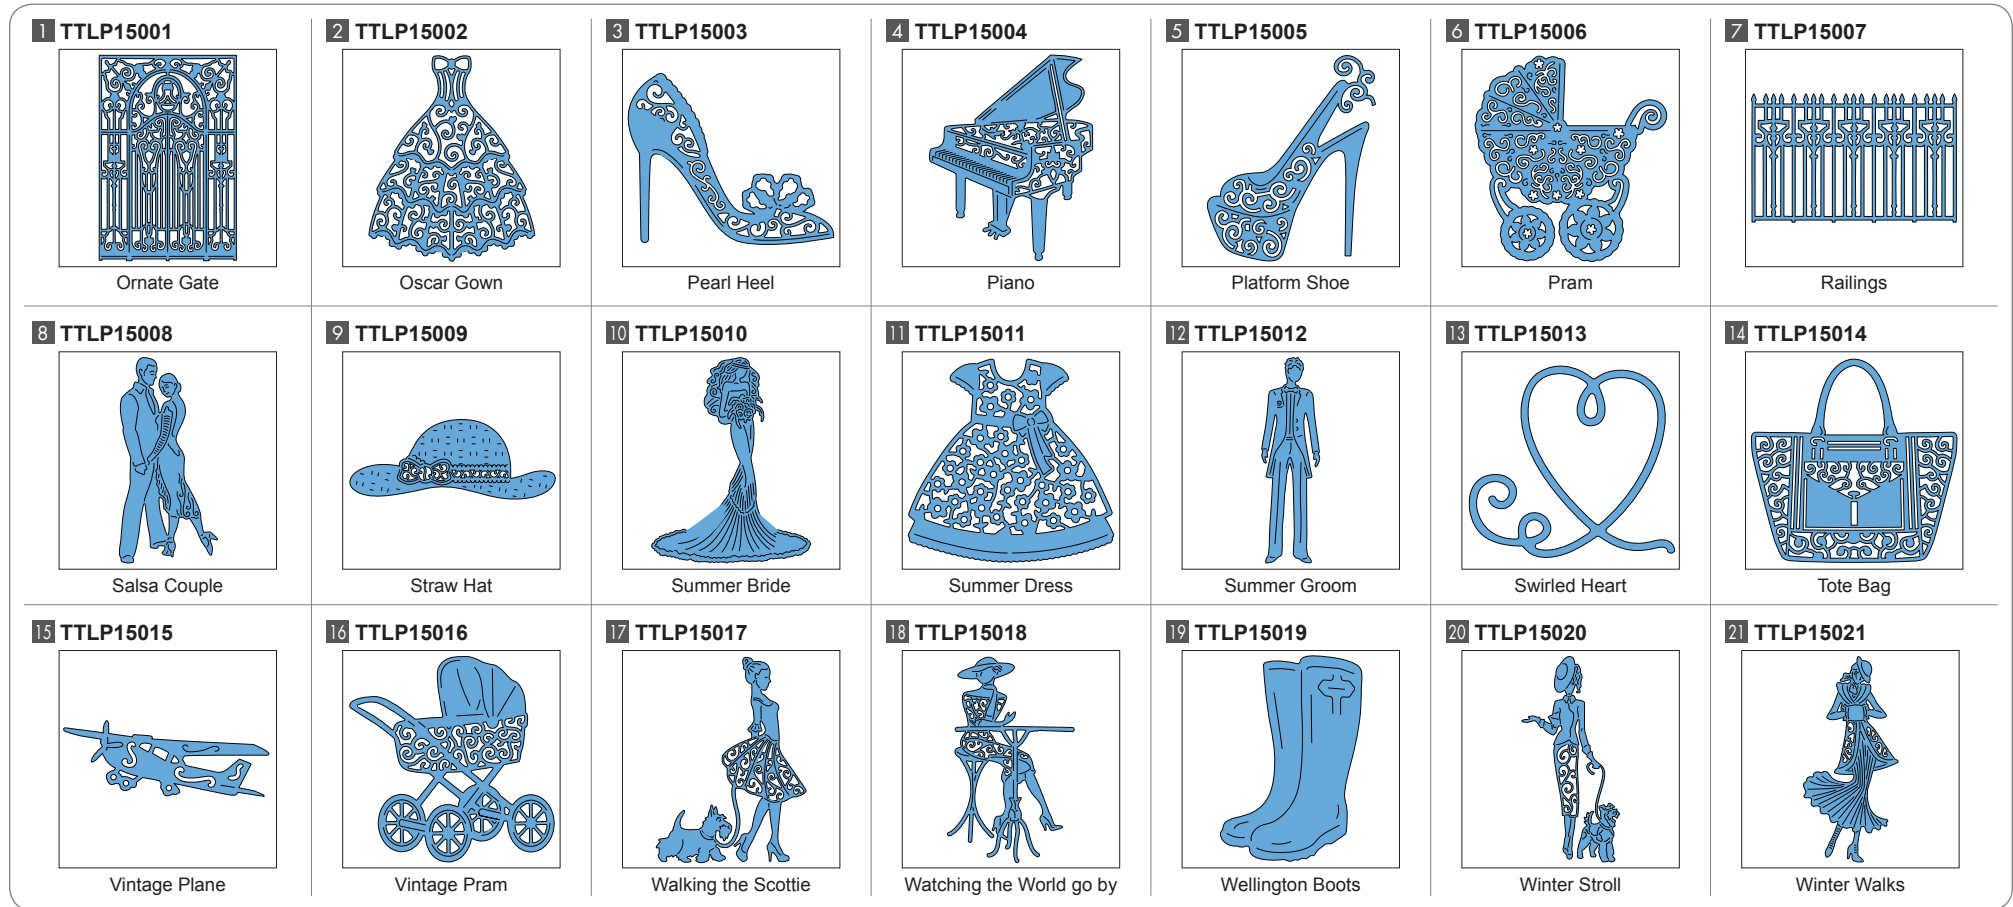 1 TTLP15001
Ornate Gate
2 TTLP15002
Oscar Gown
3 TTLP15003
Pearl Heel
4 TTLP15004
Piano
5 TTLP15005
Platform Shoe
6 TTLP15006
Pram
7 TTLP15007
Railings
8 TTLP15008
Salsa Couple
9 TTLP15009
Straw Hat
10 TTLP15010
Summer Bride
11 TTLP15011
Summer Dress
12 TTLP15012
Summer Groom
13 TTLP15013
Swirled Heart
14 TTLP15014
Tote Bag
15 TTLP15015
Vintage Plane
16 TTLP15016
Vintage Pram
17 TTLP15017
Walking the Scottie
18 TTLP15018
Watching the World go by
19 TTLP15019
Wellington Boots
20 TTLP15020
Winter Stroll
21 TTLP15021
Winter Walks